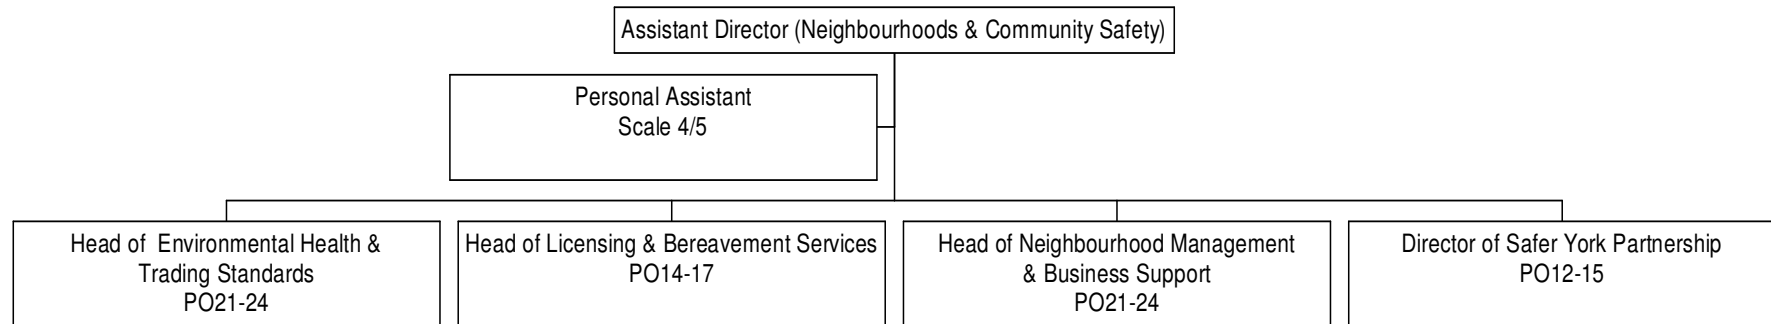 Assistant Director (Neighbourhoods & Community Safety)
Personal Assistant
Scale 4/5
Head of Environmental Health &
Trading Standards
PO21-24
Head of Licensing & Bereavement Services
PO14-17
Head of Neighbourhood Management
& Business Support
PO21-24
Director of Safer York Partnership
PO12-15